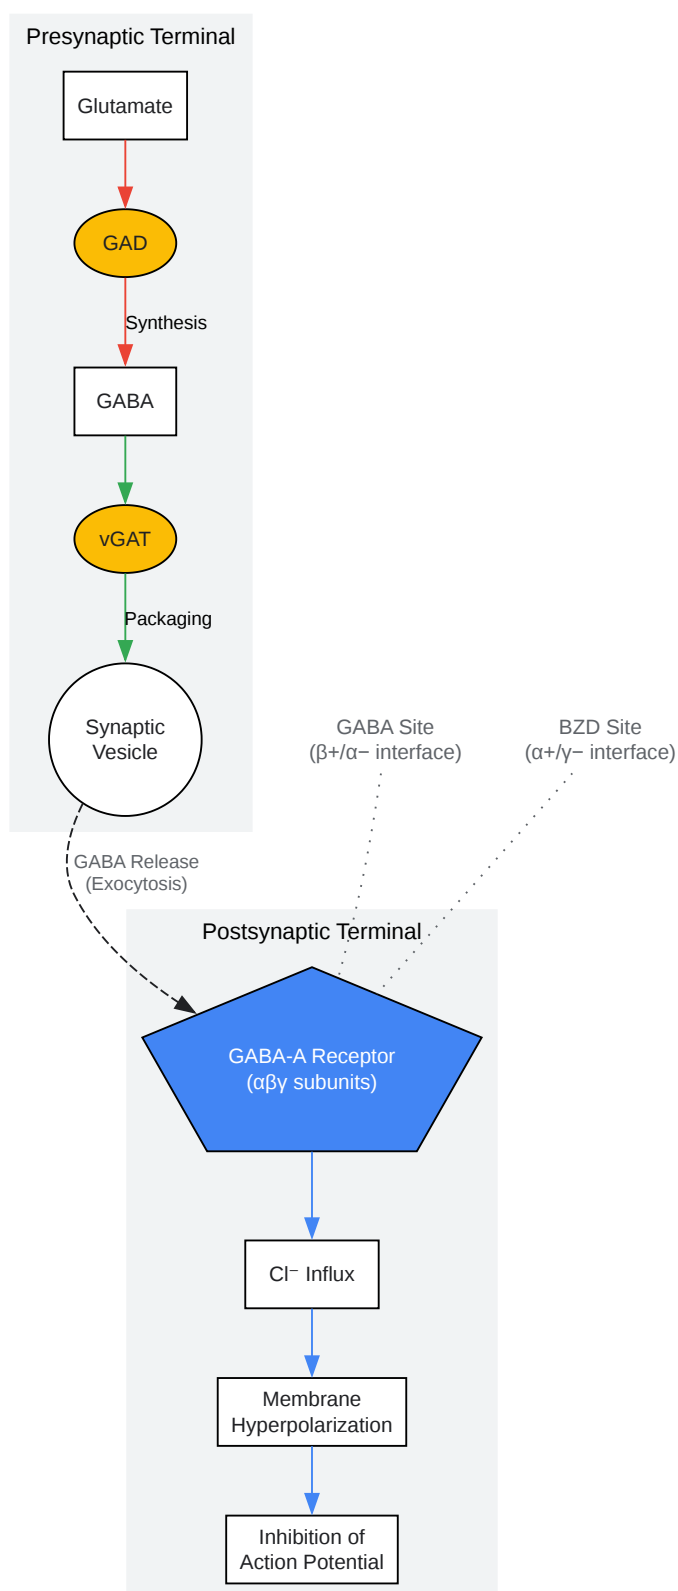 Presynaptic Terminal
Glutamate
GAD
Synthesis
GABA
vGAT
Packaging
Synaptic
Vesicle
GABA Site
(β+/α− interface)
BZD Site
(α+/γ− interface)
GABA Release
(Exocytosis)
Postsynaptic Terminal
GABA-A Receptor
(αβγ subunits)
Cl⁻ Influx
Membrane
Hyperpolarization
Inhibition of
Action Potential